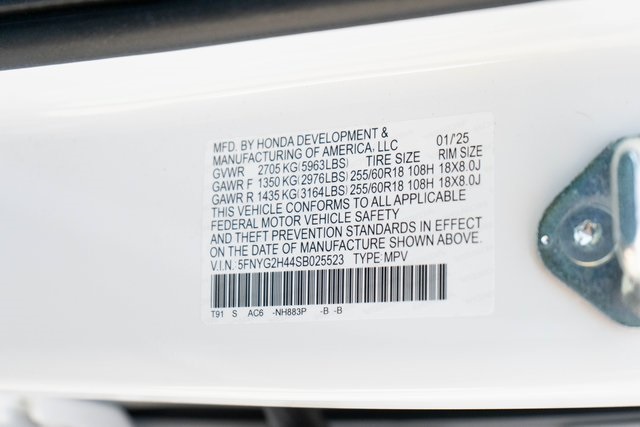 MFD. BY HONDA DEVELOPMENT & 01/'25
MANUFACTURING OF AMERICA, LLC
GVWR 2705 KG(5963LBS) TIRE SIZE RIM SIZE
GAWR F 1350 KG(2976LBS) 255/60R18 108H 18X8.0J
GAWR R 1435 KG(3164LBS) 255/60R18 108H 18X8.0J
THIS VEHICLE CONFORMS TO ALL APPLICABLE
FEDERAL MOTOR VEHICLE SAFETY
AND THEFT PREVENTION STANDARDS IN EFFECT
ON THE DATE OF MANUFACTURE SHOWN ABOVE.
V.I.N.: 5FNYG2H44SB025523 TYPE: MPV
T91 S AC6 -NH883P -B -B